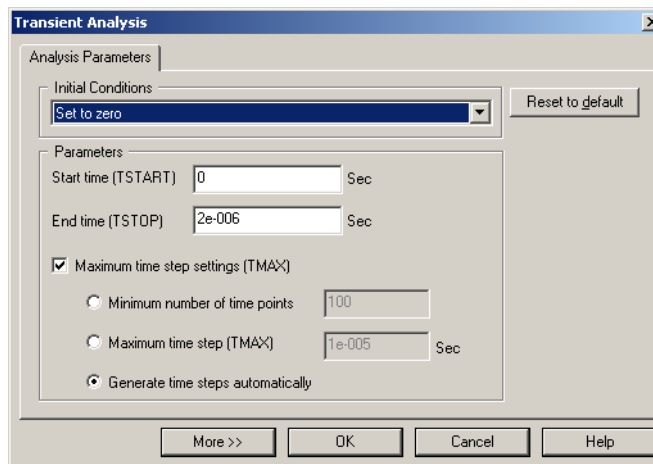 Transient Analysis
Analysis Parameters
Initial Conditions
Set to zero
Reset to default
Parameters
Start time (TSTART) 0 Sec
End time (TSTOP) 2e-006 Sec
Maximum time step settings (TMAX)
Minimum number of time points 100
Maximum time step (TMAX) 1e-005 Sec
Generate time steps automatically
More >> OK Cancel Help